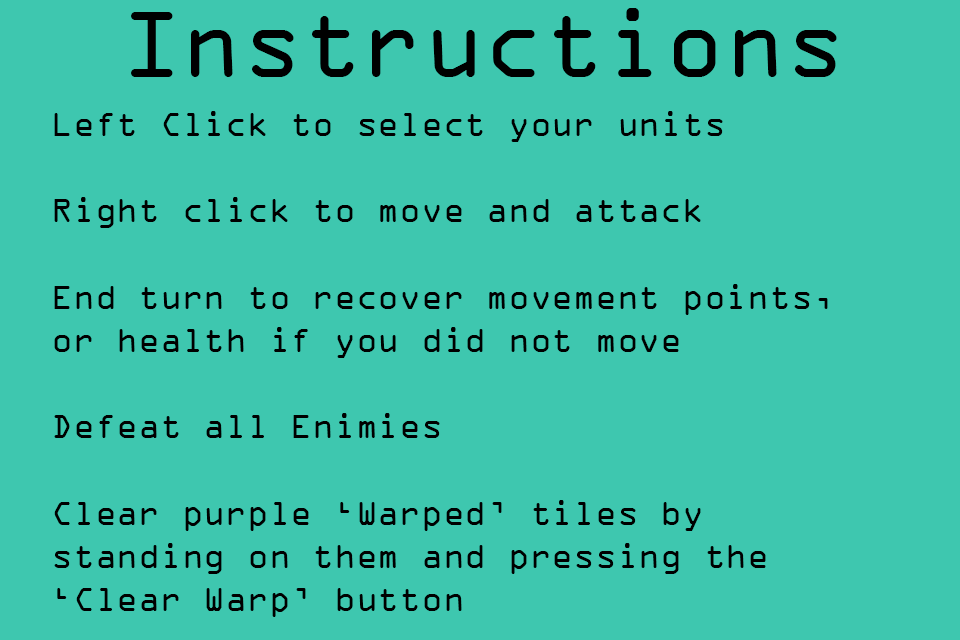 Instructions
Left Click to select your units
Right click to move and attack
End turn to recover movement points,
or health if you did not move
Defeat all Enimies
Clear purple ‘Warped’ tiles by
standing on them and pressing the
‘Clear Warp’ button